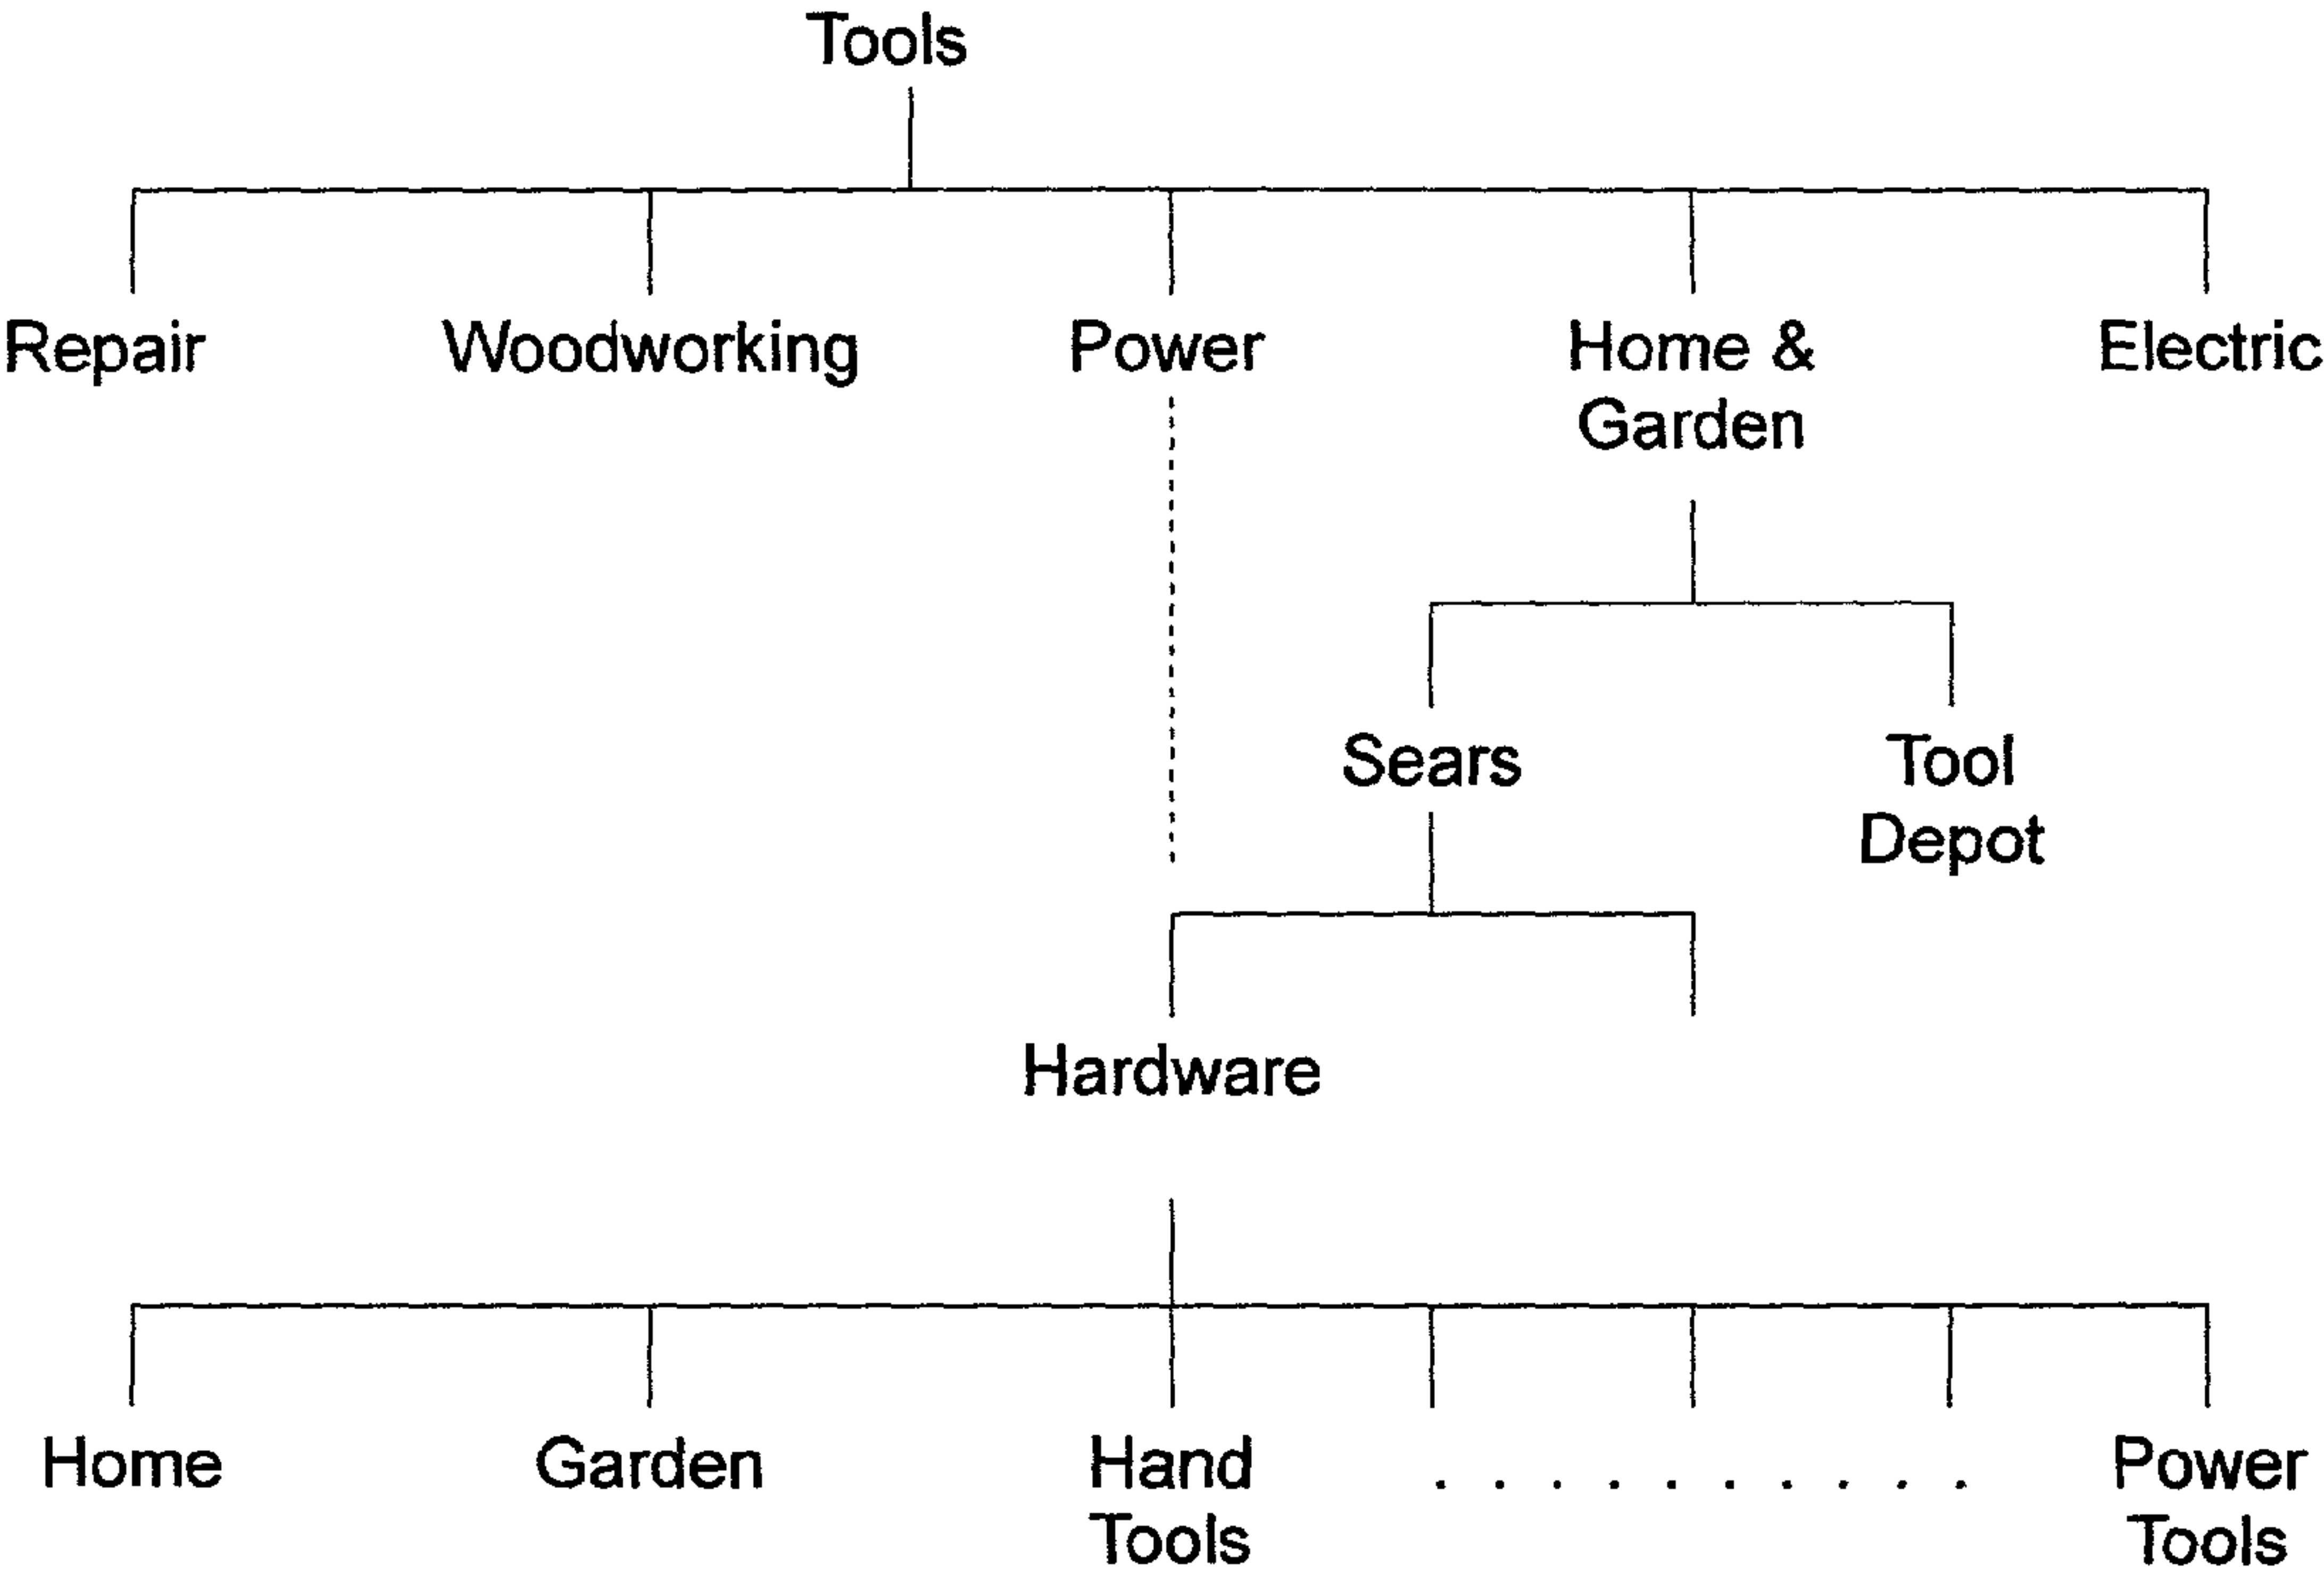 Tools
Repair
Woodworking
Power
Home &
Garden
Electric
Sears
Tool
Depot
Hardware
Home
Garden
Hand
Tools
. . . . . . . . . .
Power
Tools